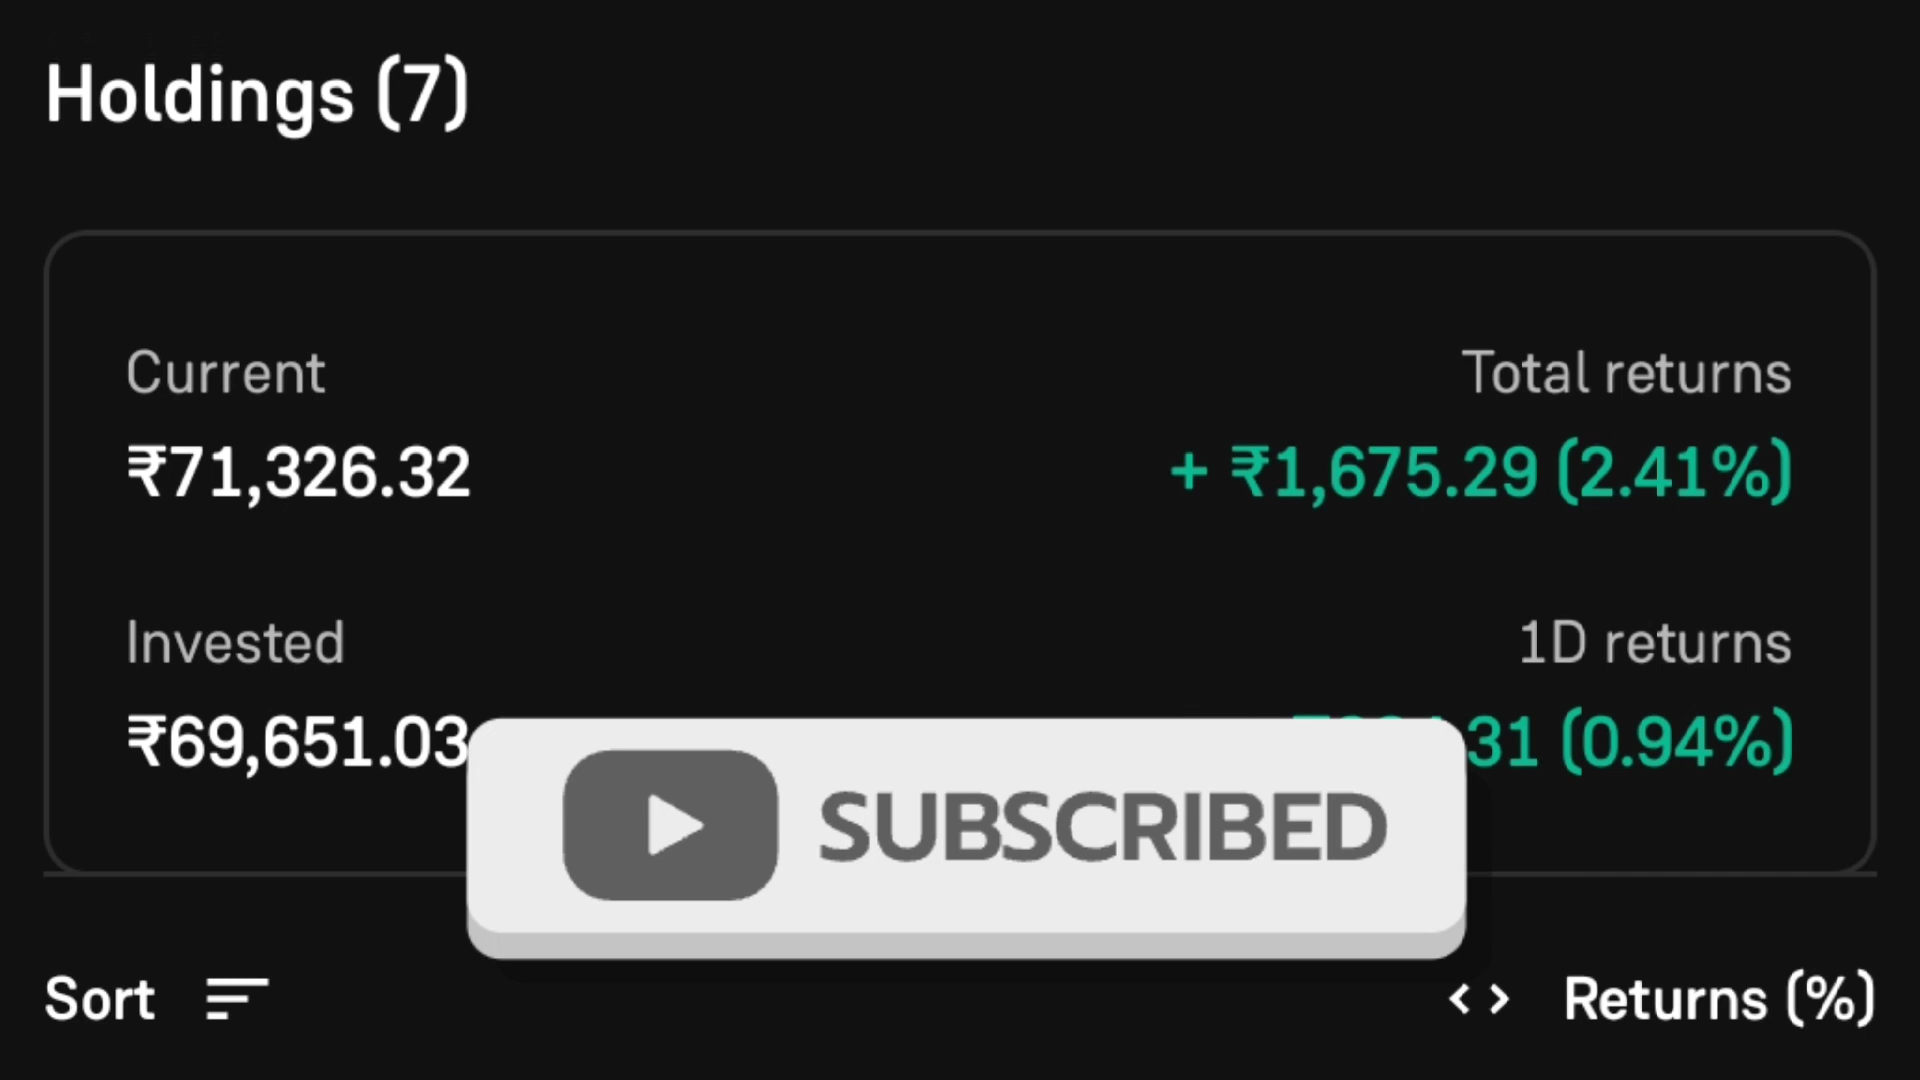 Holdings (7)
Current
Total returns
₹71,326.32
+ ₹1,675.29 (2.41%)
Invested
1D returns
₹69,651.03
(0.94%)
SUBSCRIBED
Sort
< > Returns (%)